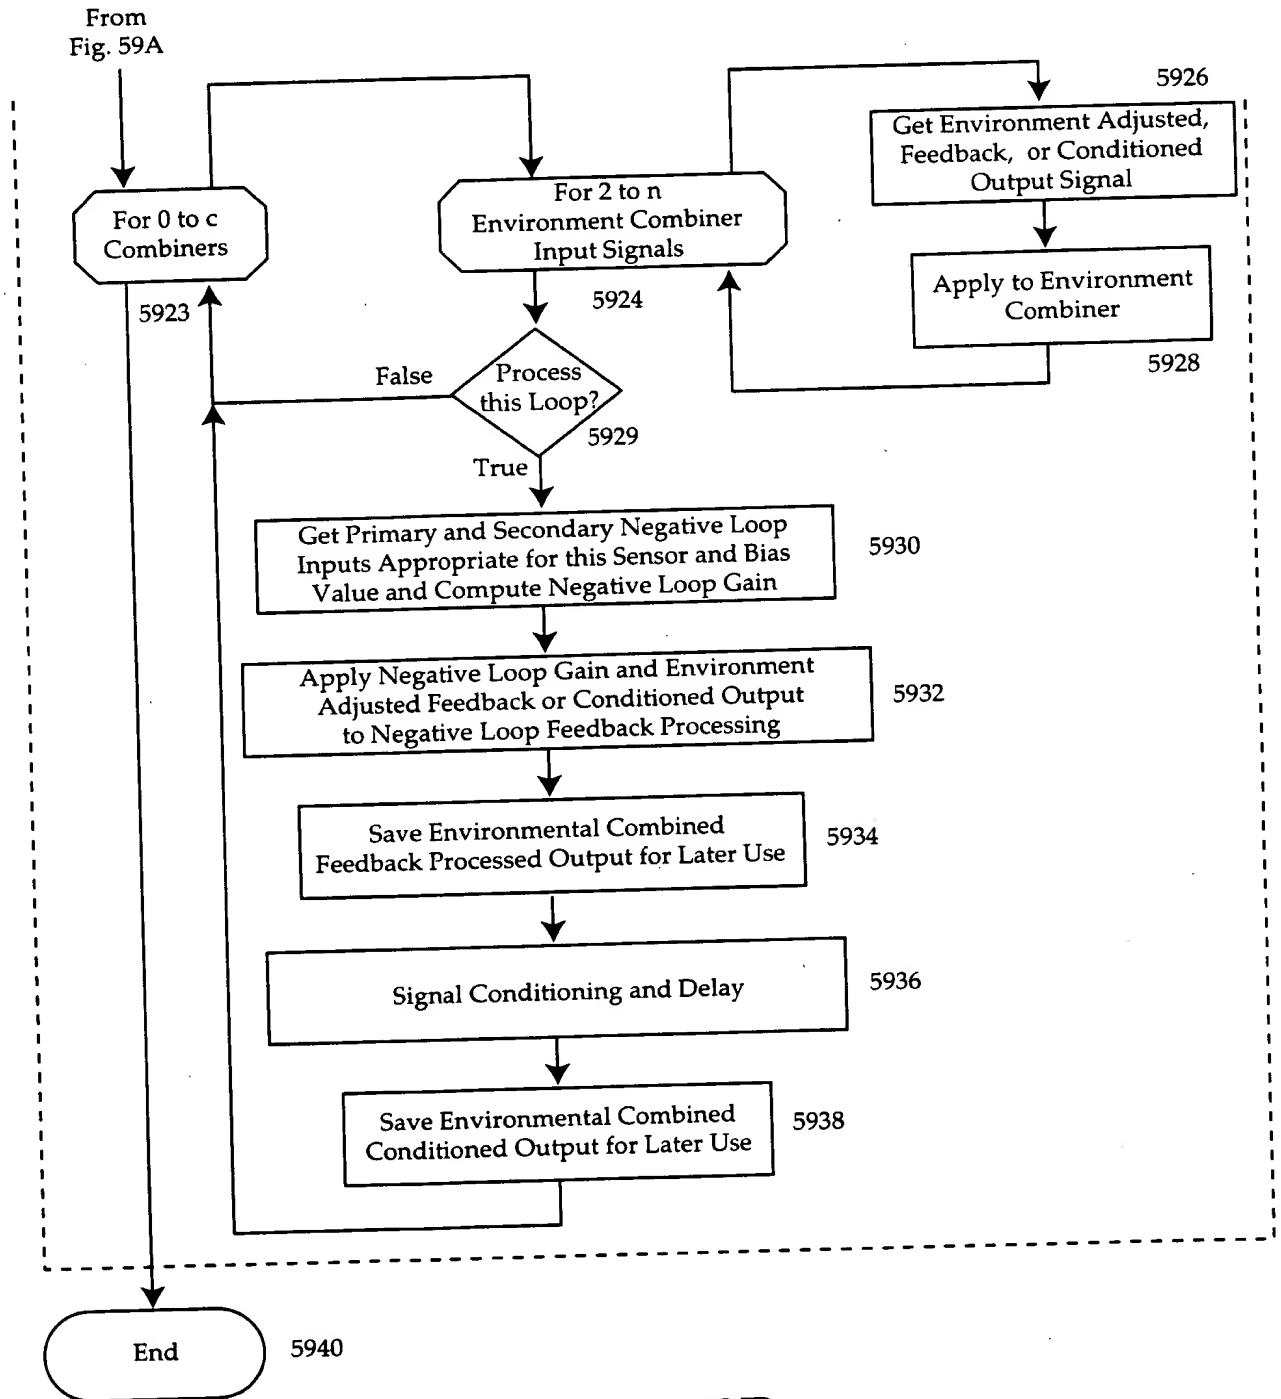 From
Fig. 59A
For 0 to c
Combiners
5923
For 2 to n
Environment Combiner
Input Signals
5924
5926
Get Environment Adjusted,
Feedback, or Conditioned
Output Signal
Apply to Environment
Combiner
5928
Process
this Loop?
5929
False
True
Get Primary and Secondary Negative Loop
Inputs Appropriate for this Sensor and Bias
Value and Compute Negative Loop Gain
5930
Apply Negative Loop Gain and Environment
Adjusted Feedback or Conditioned Output
to Negative Loop Feedback Processing
5932
Save Environmental Combined
Feedback Processed Output for Later Use
5934
Signal Conditioning and Delay
5936
Save Environmental Combined
Conditioned Output for Later Use
5938
End
5940